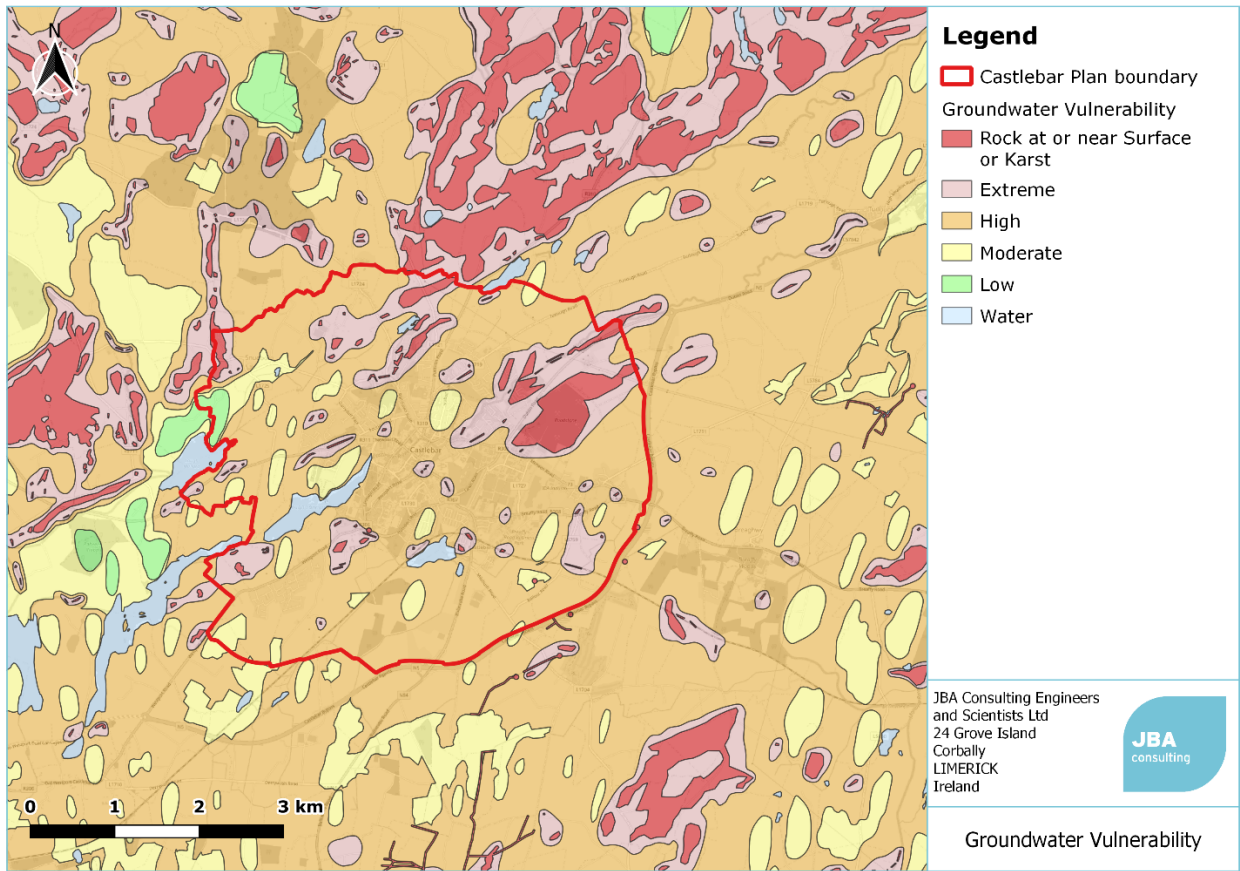 N
Castlebar
0 1 2 3 km
Legend
Castlebar Plan boundary
Groundwater Vulnerability
Rock at or near Surface
or Karst
Extreme
High
Moderate
Low
Water
JBA Consulting Engineers
and Scientists Ltd
24 Grove Island
Corbally
LIMERICK
Ireland
JBA
consulting
Groundwater Vulnerability